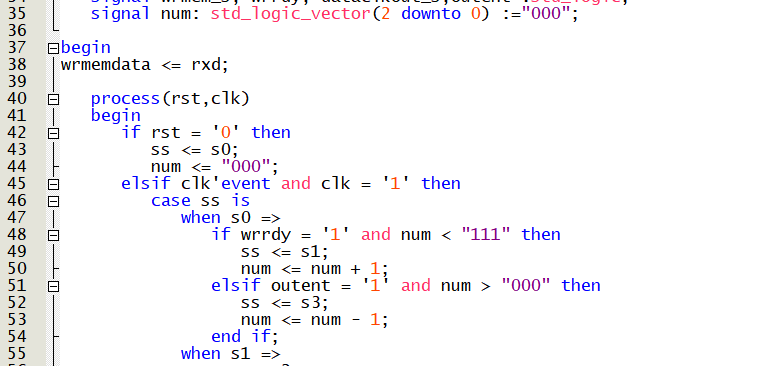 35 signal num: std_logic_vector(2 downto 0) :="000";
36
37 begin
38 wrmemdata <= rxd;
39
40 process(rst,clk)
41 begin
42 if rst = '0' then
43 ss <= s0;
44 num <= "000";
45 elsif clk'event and clk = '1' then
46 case ss is
47 when s0 =>
48 if wrrdy = '1' and num < "111" then
49 ss <= s1;
50 num <= num + 1;
51 elsif outent = '1' and num > "000" then
52 ss <= s3;
53 num <= num - 1;
54 end if;
55 when s1 =>